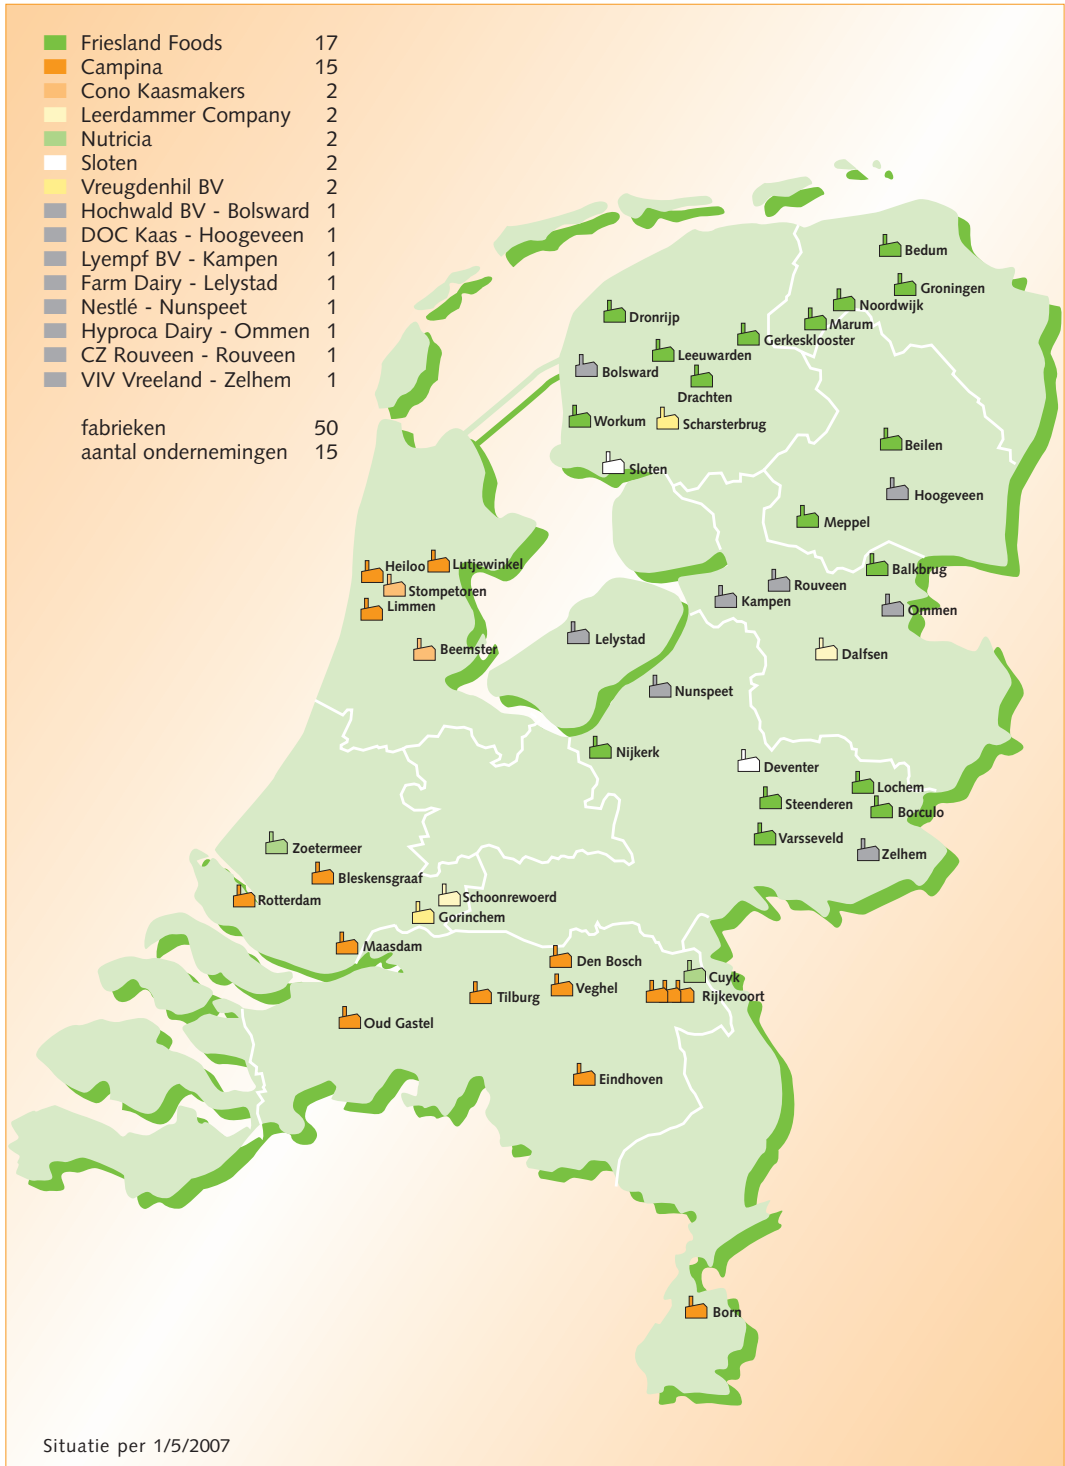 Friesland Foods 17
Campina 15
Cono Kaasmakers 2
Leerdammer Company 2
Nutricia 2
Sloten 2
Vreugdenhil BV 2
Hochwald BV - Bolsward 1
DOC Kaas - Hoogeveen 1
Lyempf BV - Kampen 1
Farm Dairy - Lelystad 1
Nestlé - Nunspeet 1
Hyproca Dairy - Ommen 1
CZ Rouveen - Rouveen 1
VIV Vreeland - Zelhem 1
fabrieken 50
aantal ondernemingen 15
Bedum
Groningen
Noordwijk
Dronrijp
Marum
Gerkesklooster
Leeuwarden
Bolsward
Drachten
Workum
Scharsterbrug
Beilen
Sloten
Hoogeveen
Meppel
Heiloo
Lutjewinkel
Balkbrug
Rouveen
Stompetoren
Kampen
Limmen
Ommen
Lelystad
Beemster
Dalfsen
Nunspeet
Nijkerk
Deventer
Lochem
Steenderen
Borculo
Varsseveld
Zoetermeer
Zelhem
Bleskensgraaf
Schoonrewoerd
Rotterdam
Gorinchem
Maasdam
Den Bosch
Cuyk
Veghel
Tilburg
Rijkevoort
Oud Gastel
Eindhoven
Born
Situatie per 1/5/2007